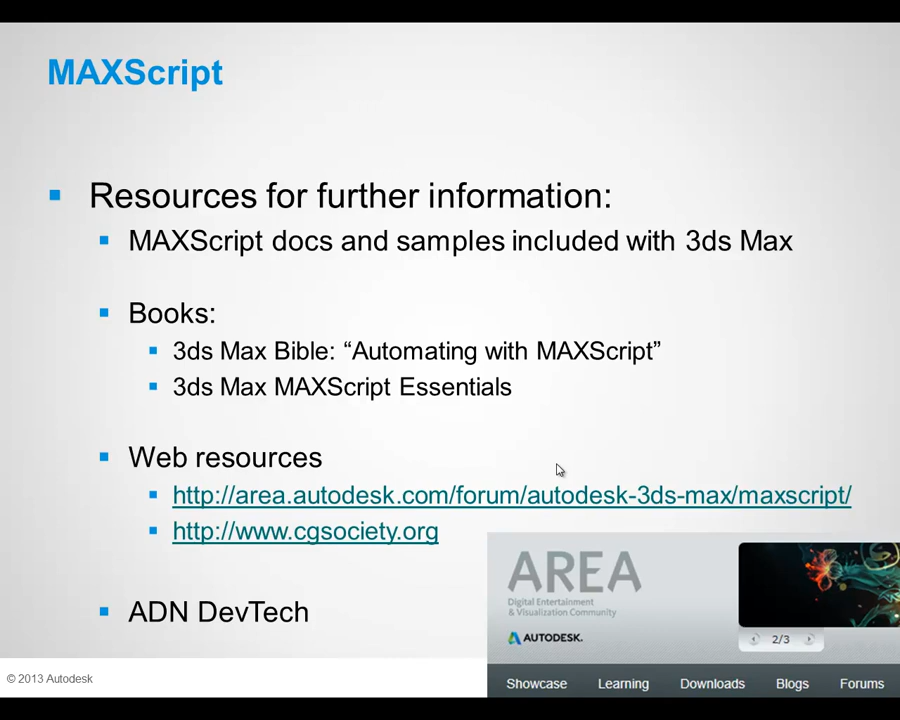 MAXScript
Resources for further information:
MAXScript docs and samples included with 3ds Max
Books:
3ds Max Bible: “Automating with MAXScript”
3ds Max MAXScript Essentials
Web resources
http://area.autodesk.com/forum/autodesk-3ds-max/maxscript/
http://www.cgsociety.org
ADN DevTech
AREA
Digital Entertainment
& Visualization Community
AUTODESK.
2/3
Showcase Learning Downloads Blogs Forums
© 2013 Autodesk